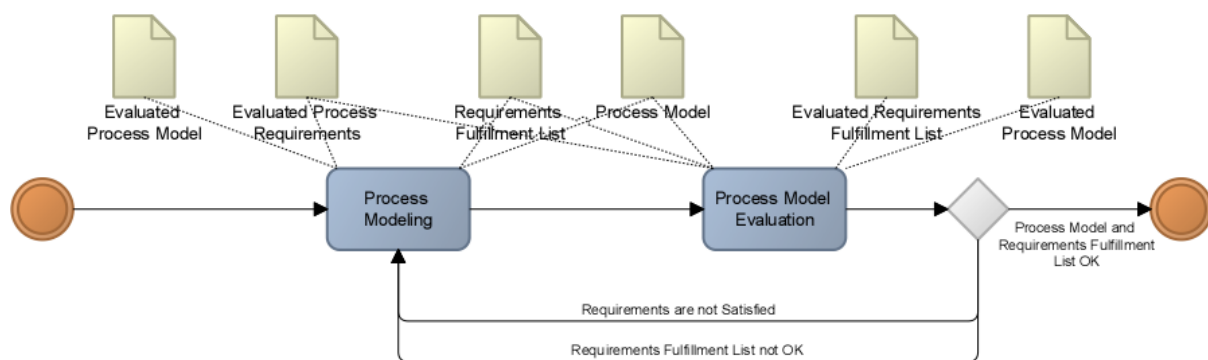 Evaluated
Process Model
Evaluated Process
Requirements
Requirements
Fulfillment List
Process Model
Evaluated Requirements
Fulfillment List
Evaluated
Process Model
Process
Modeling
Process Model
Evaluation
Process Model and
Requirements Fulfillment
List OK
Requirements are not Satisfied
Requirements Fulfillment List not OK